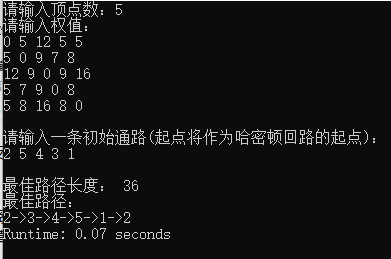 请输入顶点数：5
请输入权值：
0 5 12 5 5
5 0 9 7 8
12 9 0 9 16
5 7 9 0 8
5 8 16 8 0
请输入一条初始通路(起点将作为哈密顿回路的起点)：
2 5 4 3 1
最佳路径长度： 36
最佳路径：
2->3->4->5->1->2
Runtime: 0.07 seconds